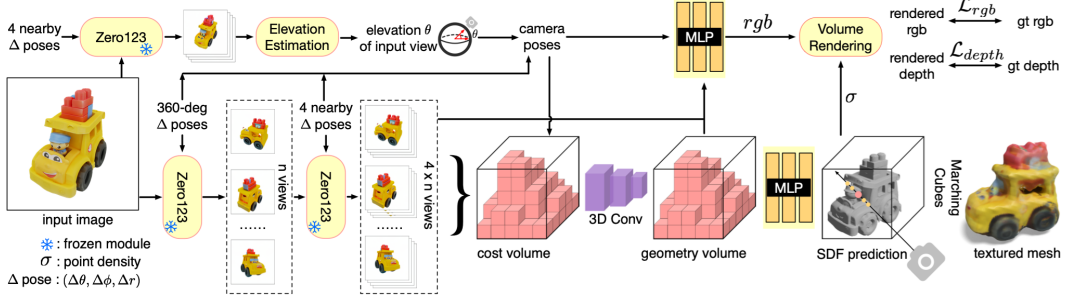 4 nearby
Δ poses
Zero123
Elevation
Estimation
elevation θ
of input view
θ
camera
poses
MLP
rgb
Volume
Rendering
rendered
rgb
ℒrgb
gt rgb
rendered
depth
ℒdepth
gt depth
σ
input image
360-deg
Δ poses
Zero123
n views
......
4 nearby
Δ poses
Zero123
4 x n views
......
cost volume
3D Conv
geometry volume
MLP
SDF prediction
Marching
Cubes
textured mesh
: frozen module
σ : point density
Δ pose : (Δθ, Δϕ, Δr)